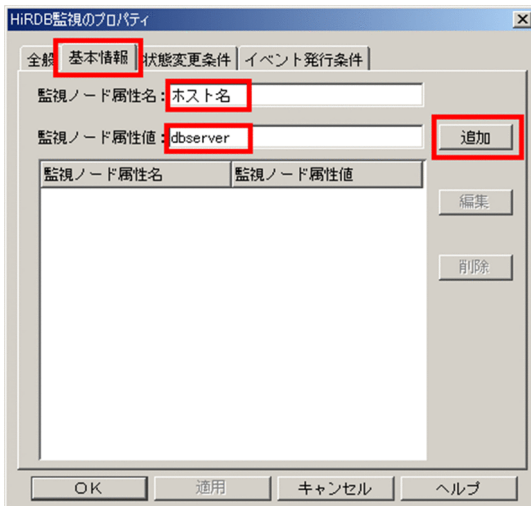 HiRDB監視のプロパティ
全般 基本情報 状態変更条件 イベント発行条件
監視ノード属性名：ホスト名
監視ノード属性値：dbserver
追加
監視ノード属性名 監視ノード属性値
編集
削除
OK 適用 キャンセル ヘルプ